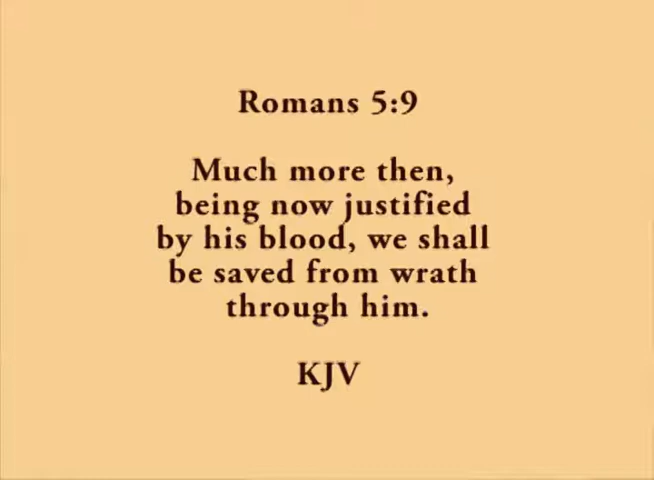 Romans 5:9
Much more then,
being now justified
by his blood, we shall
be saved from wrath
through him.
KJV